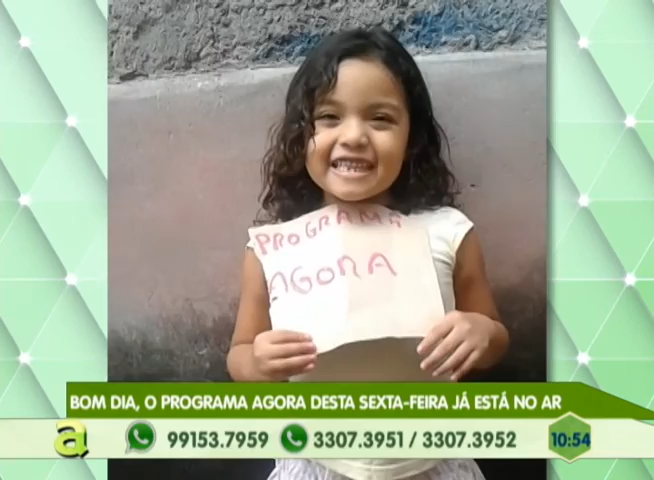 PROGRAMA
AGORA
BOM DIA, O PROGRAMA AGORA DESTA SEXTA-FEIRA JÁ ESTÁ NO AR
a 99153.7959 3307.3951 / 3307.3952 10:54